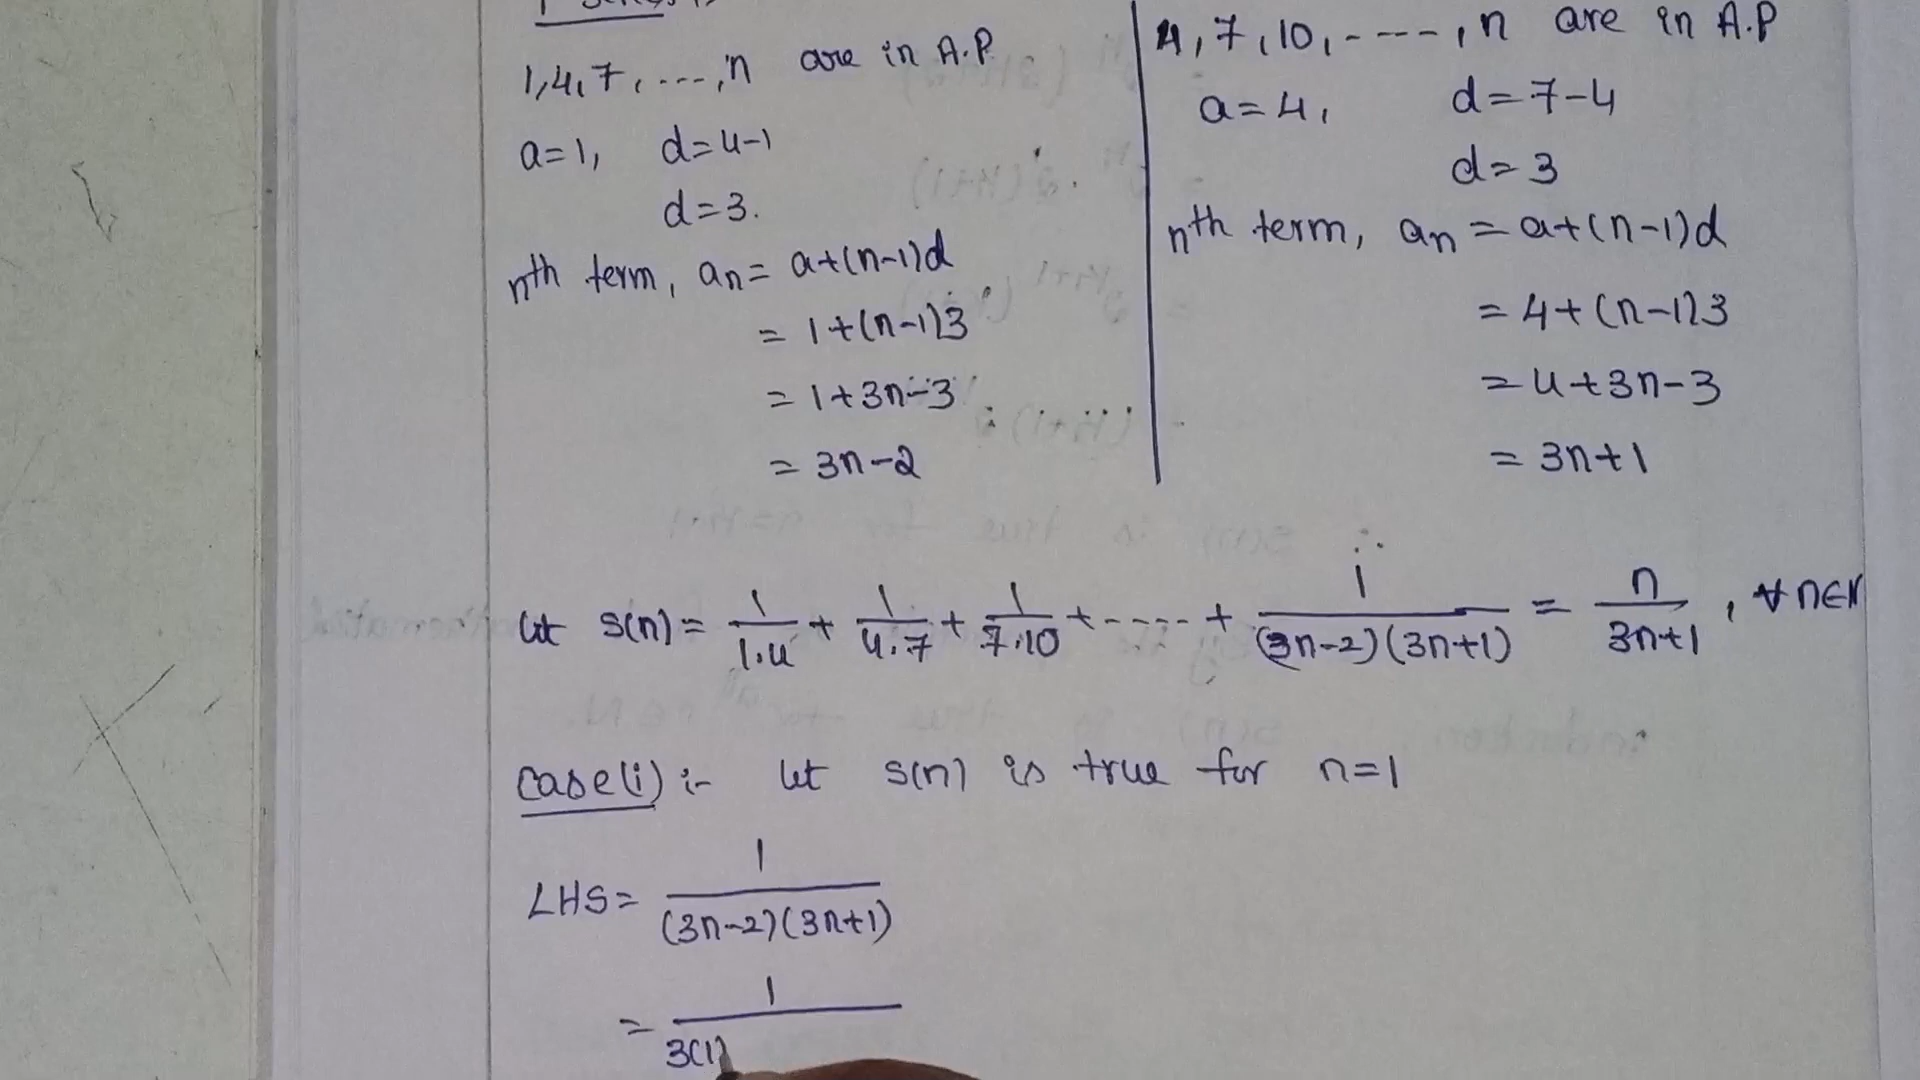 1,4,7,----,n are in A.P.
a=1, d=4-1
d=3.
nth term, an= a+(n-1)d
= 1+(n-1)3
= 1+3n-3
= 3n-2
4,7,10,----,n are in A.P
a=4, d=7-4
d=3
nth term, an = a+(n-1)d
= 4+(n-1)3
= 4+3n-3
= 3n+1
let s(n)= 1/1.4 + 1/4.7 + 1/7.10 +----+ 1/(3n-2)(3n+1) = n/3n+1, ∀ n∈N
case(i):- let s(n) is true for n=1
LHS= 1/(3n-2)(3n+1)
= 1/3(1)